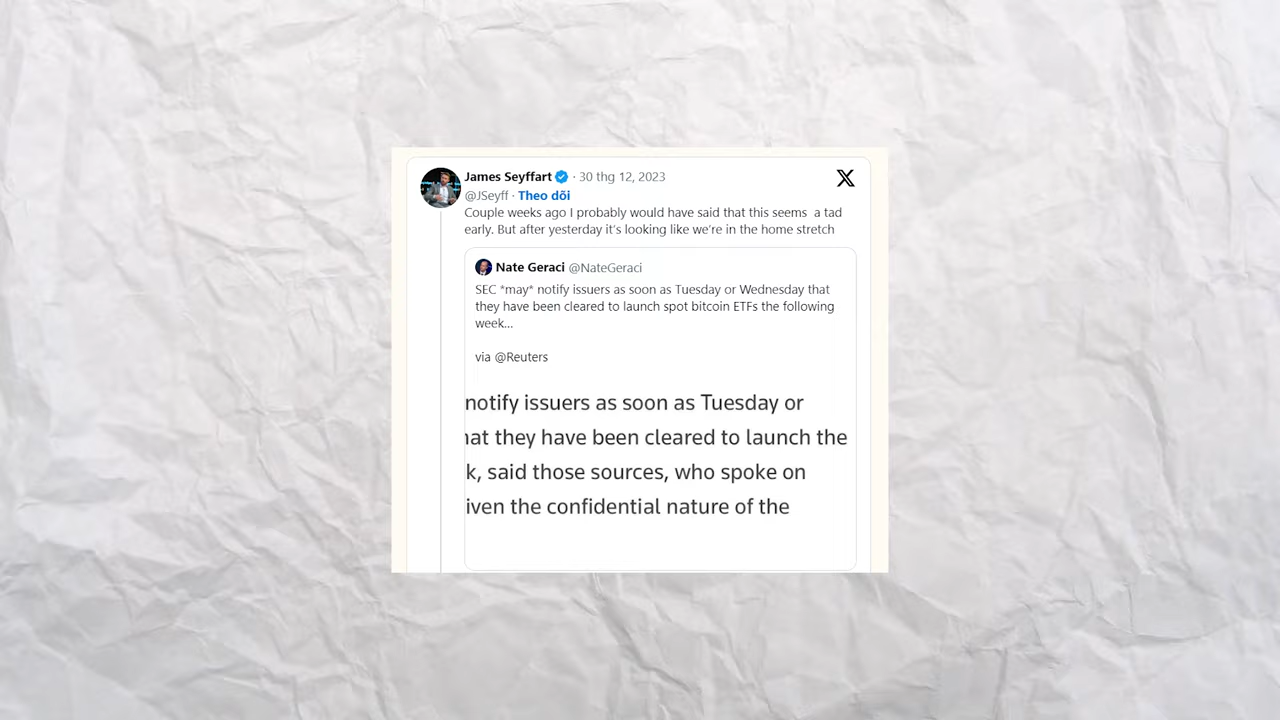 James Seyffart · 30 thg 12, 2023
@JSeyff · Theo dõi
Couple weeks ago I probably would have said that this seems a tad
early. But after yesterday it's looking like we're in the home stretch
Nate Geraci @NateGeraci
SEC *may* notify issuers as soon as Tuesday or Wednesday that
they have been cleared to launch spot bitcoin ETFs the following
week...
via @Reuters
notify issuers as soon as Tuesday or
at they have been cleared to launch the
k, said those sources, who spoke on
iven the confidential nature of the